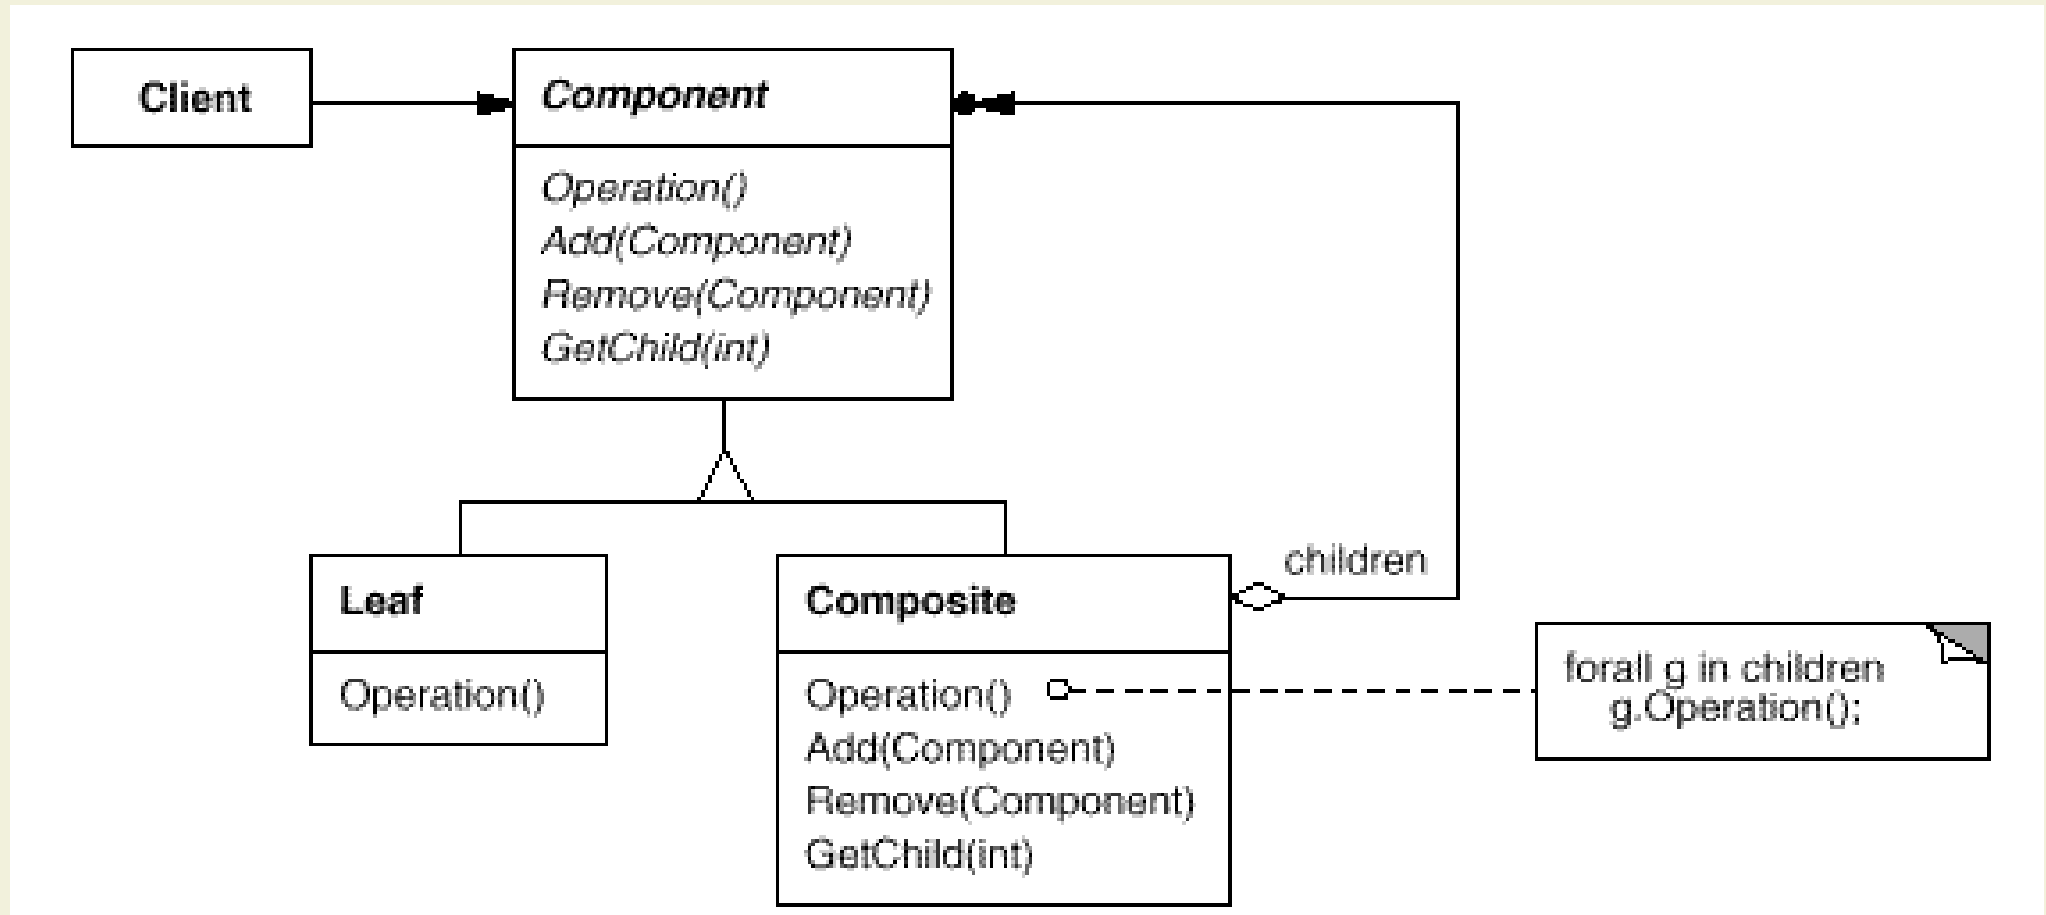 Client
Component
Operation()
Add(Component)
Remove(Component)
GetChild(int)
Leaf
Operation()
Composite
Operation()
Add(Component)
Remove(Component)
GetChild(int)
children
forall g in children
g.Operation();